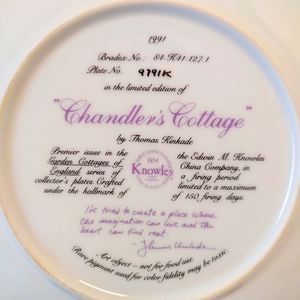 1991
Bradex No.: 84-K41-127.1
Plate No. 9791K
in the limited edition of
"Chandler's Cottage"
by Thomas Kinkade
Premier issue in the
Garden Cottages of
England series of
collector's plates. Crafted
under the hallmark of
1854
Knowles
the Edwin M. Knowles
China Company, in
a firing period
limited to a maximum
of 150 firing days.
I've tried to create a place where
the imagination can live and the
heart can find rest.
- Thomas Kinkade
Art object – not for food use.
Rare pigment used for color fidelity may be toxic.